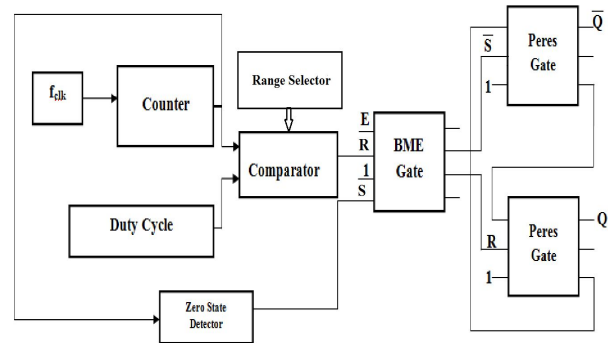 f_clk
Counter
Range Selector
Comparator
Duty Cycle
Zero State
Detector
E
R
1
S
BME
Gate
S̅
1
Peres
Gate
Q̅
R
1
Peres
Gate
Q